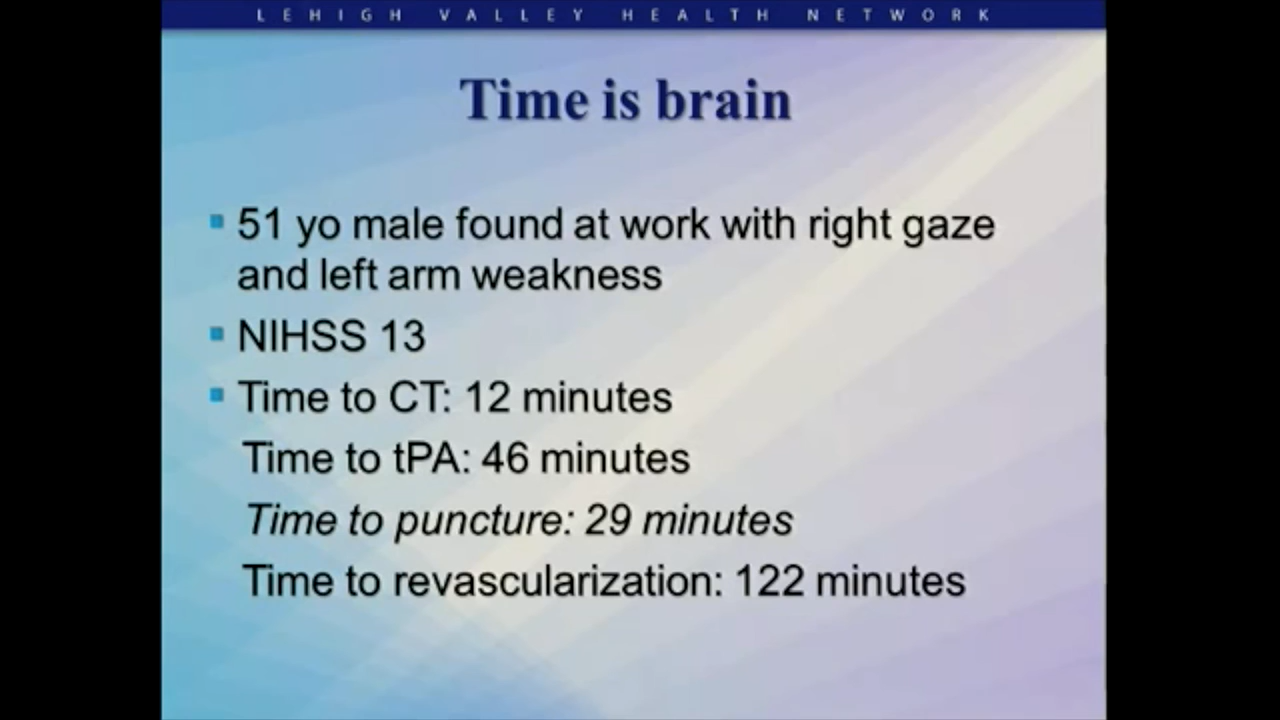 LEHIGH VALLEY HEALTH NETWORK
Time is brain
51 yo male found at work with right gaze
and left arm weakness
NIHSS 13
Time to CT: 12 minutes
Time to tPA: 46 minutes
Time to puncture: 29 minutes
Time to revascularization: 122 minutes